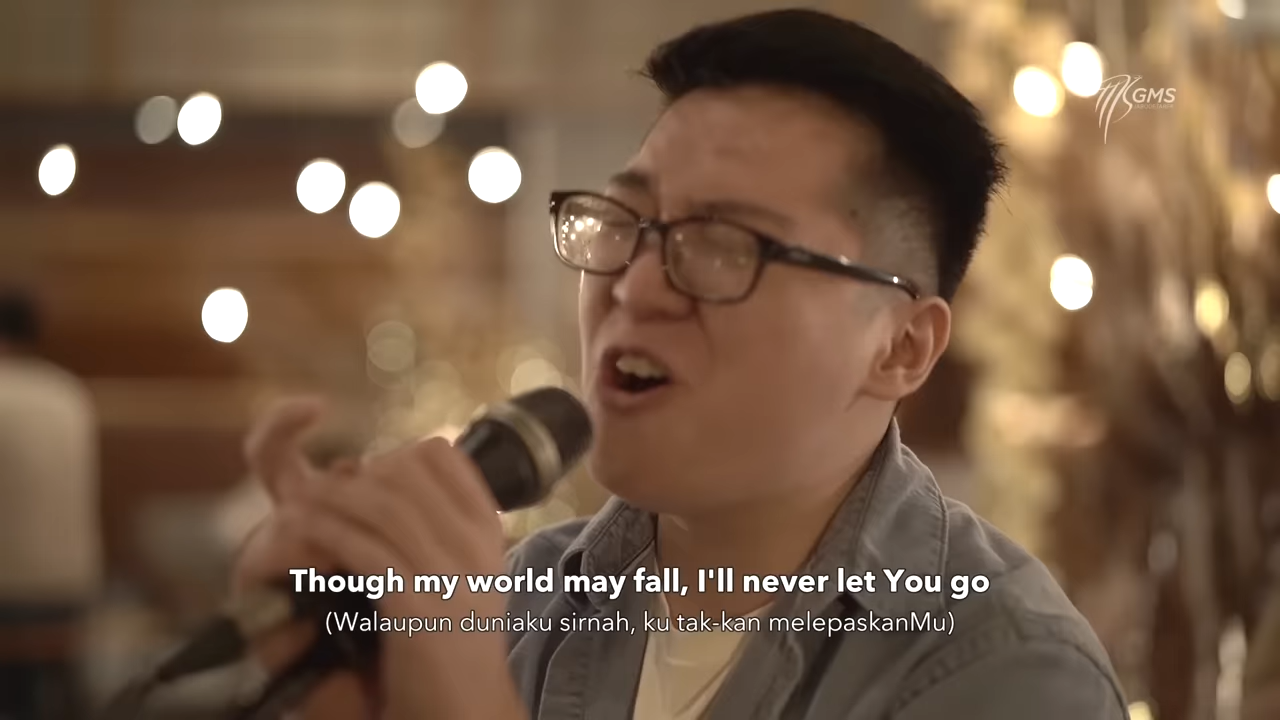 GMS
Though my world may fall, I'll never let You go
(Walaupun duniaku sirnah, ku tak-kan melepaskanMu)